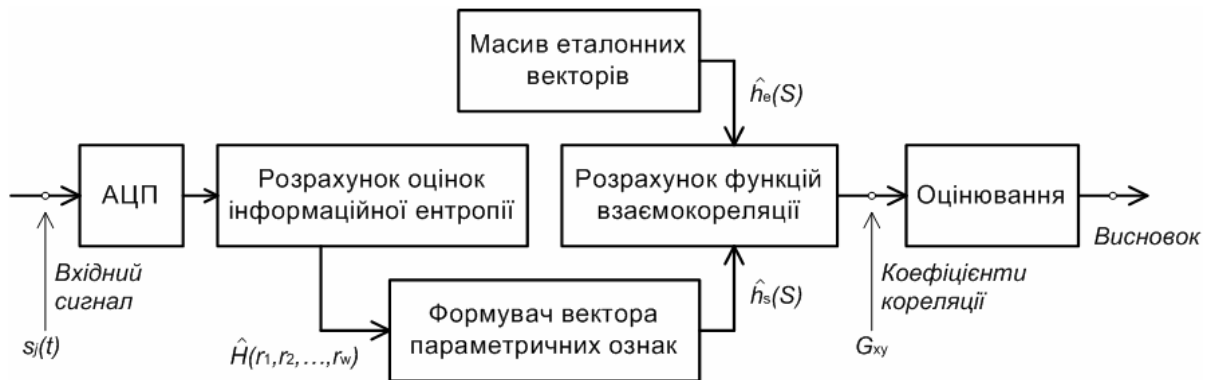 Масив еталонних
векторів
ĥe(S)
АЦП
Розрахунок оцінок
інформаційної ентропії
Розрахунок функцій
взаємокореляції
Оцінювання
Висновок
Вхідний
сигнал
sj(t)
Ĥ(r1,r2,…,rw)
Формувач вектора
параметричних ознак
ĥs(S)
Коефіцієнти
кореляції
Gxy